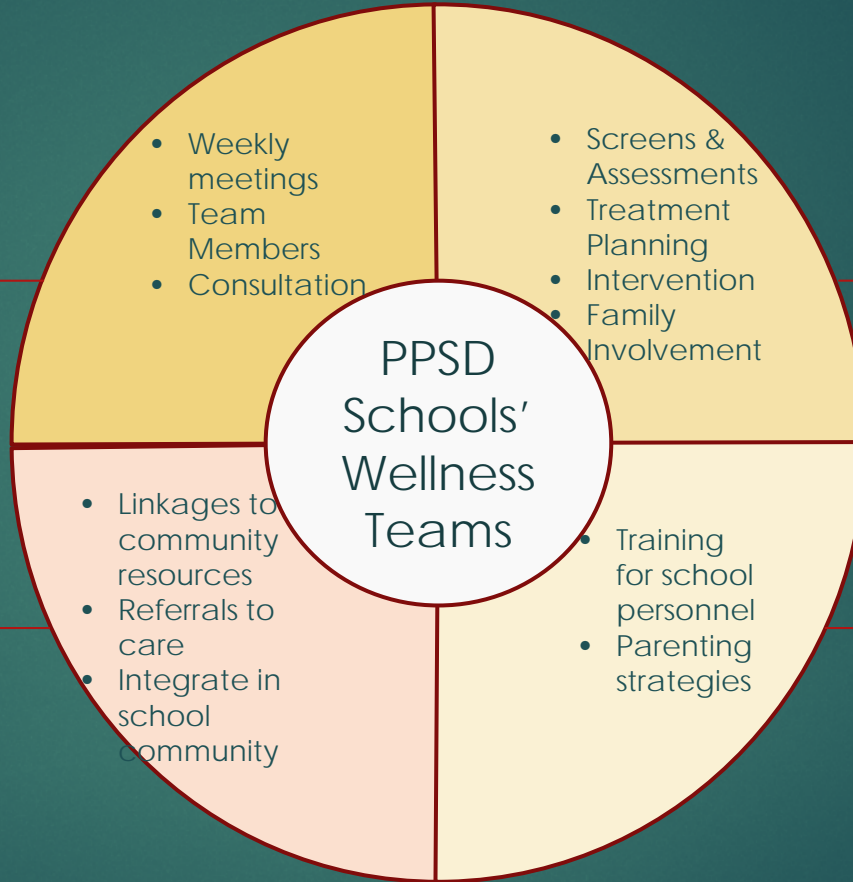 • Weekly
meetings
• Team
Members
• Consultation
• Screens &
Assessments
• Treatment
Planning
• Intervention
• Family
Involvement
PPSD
Schools’
Wellness
Teams
• Linkages to
community
resources
• Referrals to
care
• Integrate in
school
community
• Training
for school
personnel
• Parenting
strategies